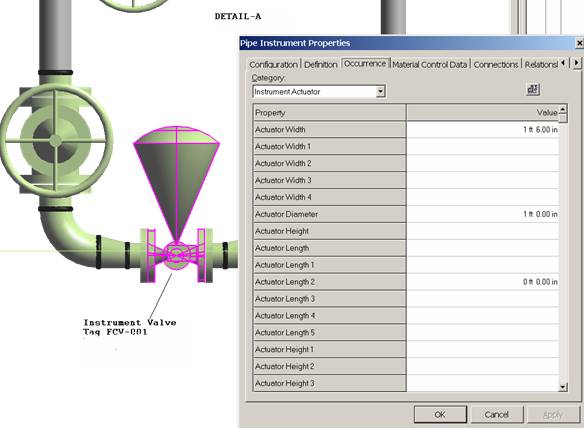 DETAIL-A
Pipe Instrument Properties
Configuration Definition Occurrence Material Control Data Connections Relationsl
Category:
Instrument Actuator
Property Value
Actuator Width 1 ft 6.00 in
Actuator Width 1
Actuator Width 2
Actuator Width 3
Actuator Width 4
Actuator Diameter 1 ft 0.00 in
Actuator Height
Actuator Length
Actuator Length 1
Actuator Length 2 0 ft 0.00 in
Actuator Length 3
Actuator Length 4
Actuator Length 5
Actuator Height 1
Actuator Height 2
Actuator Height 3
OK Cancel Apply
Instrument Valve
Tag FCV-001